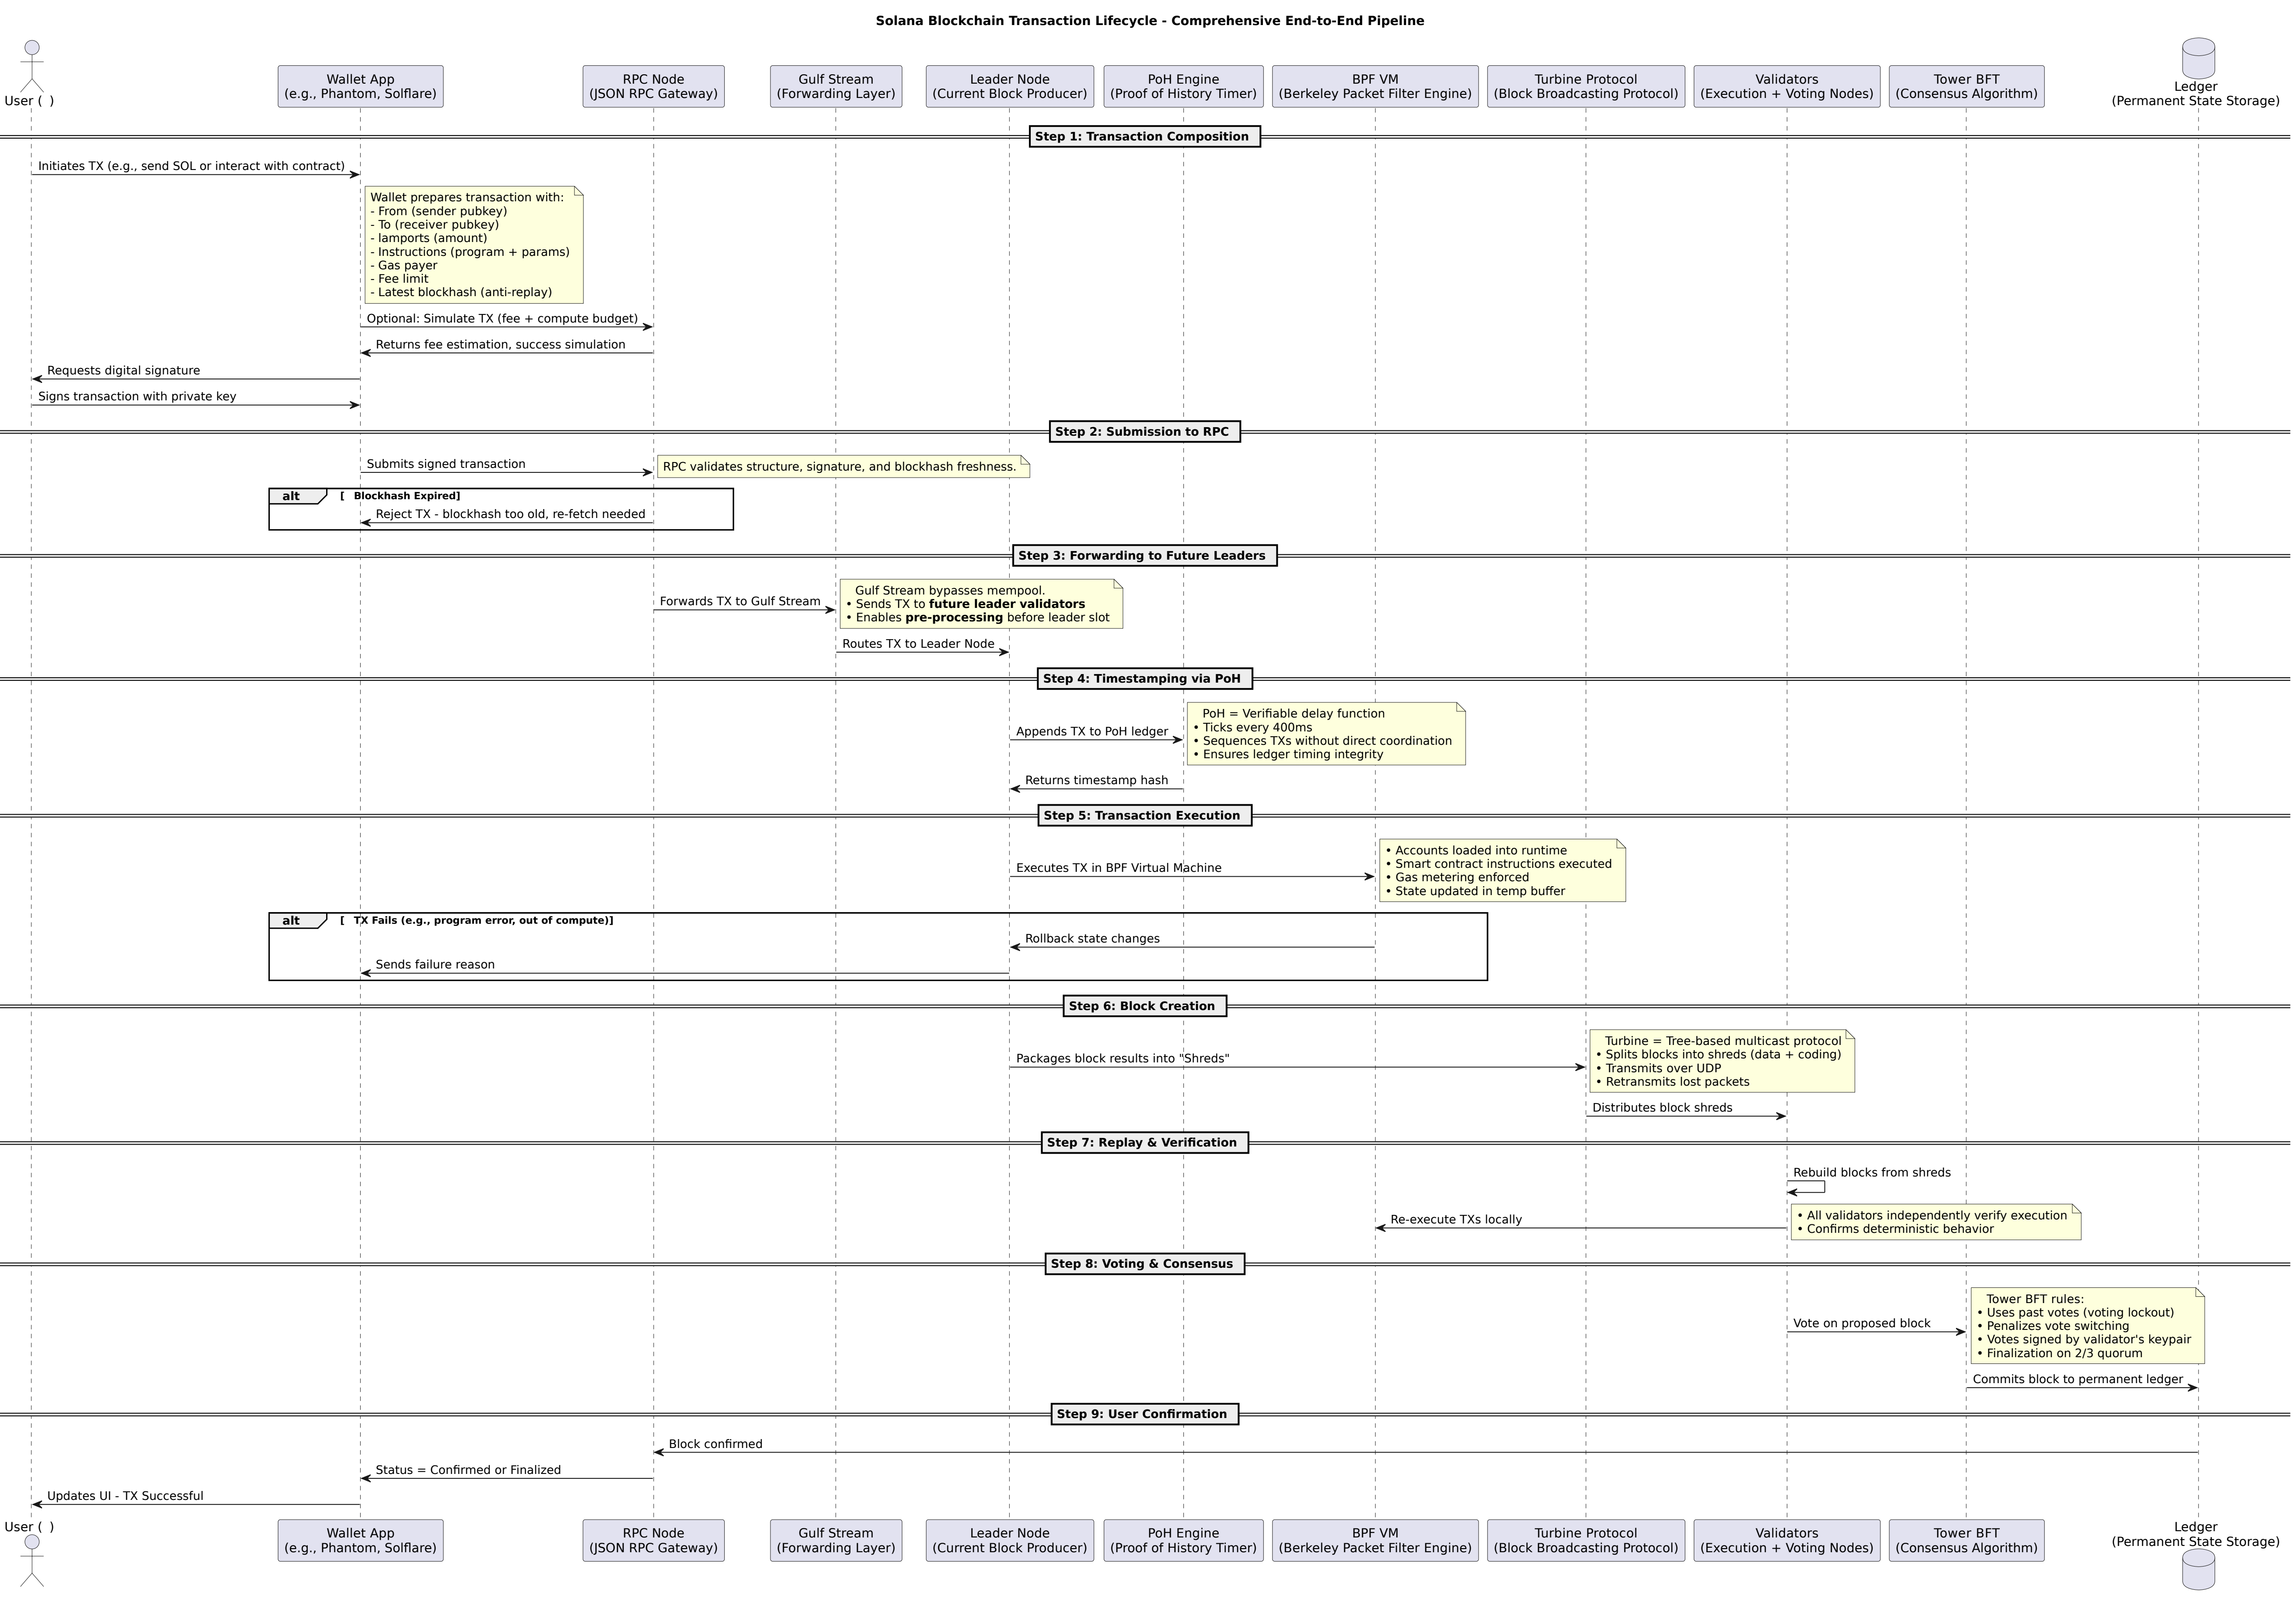 Solana Blockchain Transaction Lifecycle - Comprehensive End-to-End Pipeline
User ( )
Wallet App
(e.g., Phantom, Solflare)
RPC Node
(JSON RPC Gateway)
Gulf Stream
(Forwarding Layer)
Leader Node
(Current Block Producer)
PoH Engine
(Proof of History Timer)
BPF VM
(Berkeley Packet Filter Engine)
Turbine Protocol
(Block Broadcasting Protocol)
Validators
(Execution + Voting Nodes)
Tower BFT
(Consensus Algorithm)
Ledger
(Permanent State Storage)
Step 1: Transaction Composition
Initiates TX (e.g., send SOL or interact with contract)
Wallet prepares transaction with:
- From (sender pubkey)
- To (receiver pubkey)
- lamports (amount)
- Instructions (program + params)
- Gas payer
- Fee limit
- Latest blockhash (anti-replay)
Optional: Simulate TX (fee + compute budget)
Returns fee estimation, success simulation
Requests digital signature
Signs transaction with private key
Step 2: Submission to RPC
Submits signed transaction
RPC validates structure, signature, and blockhash freshness.
alt [ Blockhash Expired]
Reject TX - blockhash too old, re-fetch needed
Step 3: Forwarding to Future Leaders
Forwards TX to Gulf Stream
Gulf Stream bypasses mempool.
• Sends TX to future leader validators
• Enables pre-processing before leader slot
Routes TX to Leader Node
Step 4: Timestamping via PoH
Appends TX to PoH ledger
PoH = Verifiable delay function
• Ticks every 400ms
• Sequences TXs without direct coordination
• Ensures ledger timing integrity
Returns timestamp hash
Step 5: Transaction Execution
Executes TX in BPF Virtual Machine
• Accounts loaded into runtime
• Smart contract instructions executed
• Gas metering enforced
• State updated in temp buffer
alt [ TX Fails (e.g., program error, out of compute)]
Rollback state changes
Sends failure reason
Step 6: Block Creation
Packages block results into "Shreds"
Turbine = Tree-based multicast protocol
• Splits blocks into shreds (data + coding)
• Transmits over UDP
• Retransmits lost packets
Distributes block shreds
Step 7: Replay & Verification
Rebuild blocks from shreds
Re-execute TXs locally
• All validators independently verify execution
• Confirms deterministic behavior
Step 8: Voting & Consensus
Vote on proposed block
Tower BFT rules:
• Uses past votes (voting lockout)
• Penalizes vote switching
• Votes signed by validator's keypair
• Finalization on 2/3 quorum
Commits block to permanent ledger
Step 9: User Confirmation
Block confirmed
Status = Confirmed or Finalized
Updates UI - TX Successful
User ( )
Wallet App
(e.g., Phantom, Solflare)
RPC Node
(JSON RPC Gateway)
Gulf Stream
(Forwarding Layer)
Leader Node
(Current Block Producer)
PoH Engine
(Proof of History Timer)
BPF VM
(Berkeley Packet Filter Engine)
Turbine Protocol
(Block Broadcasting Protocol)
Validators
(Execution + Voting Nodes)
Tower BFT
(Consensus Algorithm)
Ledger
(Permanent State Storage)